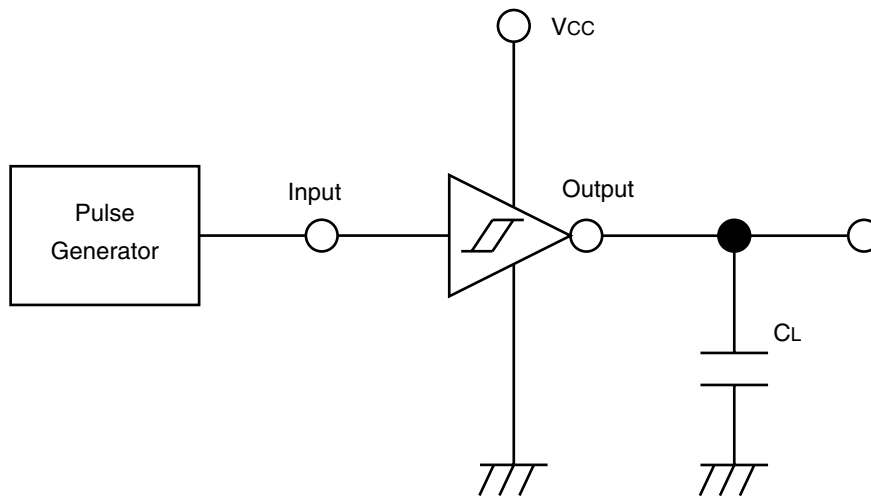 VCC
Input
Output
Pulse
Generator
CL